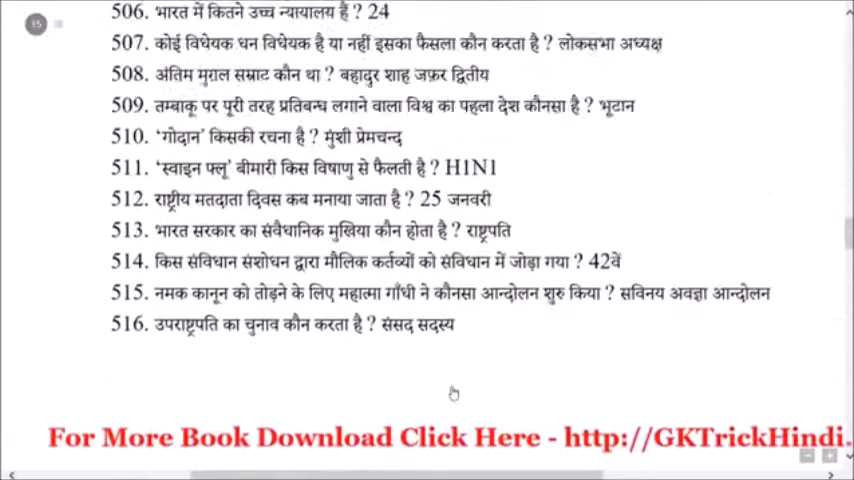 15
506. भारत में कितने उच्च न्यायालय हैं ? 24
507. कोई विधेयक धन विधेयक है या नहीं इसका फैसला कौन करता है ? लोकसभा अध्यक्ष
508. अंतिम मुग़ल सम्राट कौन था ? बहादुर शाह जफ़र द्वितीय
509. तम्बाकू पर पूरी तरह प्रतिबन्ध लगाने वाला विश्व का पहला देश कौनसा है ? भूटान
510. ‘गोदान’ किसकी रचना है ? मुंशी प्रेमचन्द
511. ‘स्वाइन फ्लू’ बीमारी किस विषाणु से फैलती है ? H1N1
512. राष्ट्रीय मतदाता दिवस कब मनाया जाता है ? 25 जनवरी
513. भारत सरकार का संवैधानिक मुखिया कौन होता है ? राष्ट्रपति
514. किस संविधान संशोधन द्वारा मौलिक कर्तव्यों को संविधान में जोड़ा गया ? 42वें
515. नमक कानून को तोड़ने के लिए महात्मा गाँधी ने कौनसा आन्दोलन शुरु किया ? सविनय अवज्ञा आन्दोलन
516. उपराष्ट्रपति का चुनाव कौन करता है ? संसद सदस्य
For More Book Download Click Here - http://GKTrickHindi.